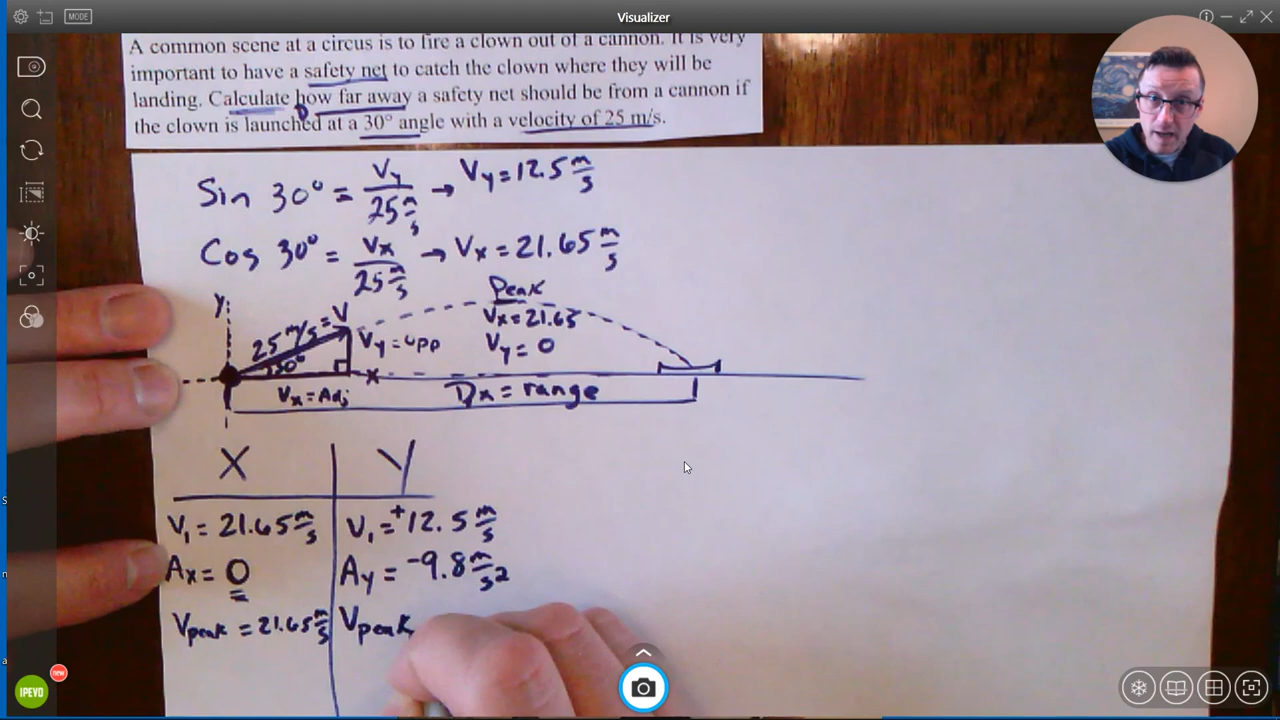 MODE
Visualizer
A common scene at a circus is to fire a clown out of a cannon. It is very
important to have a safety net to catch the clown where they will be
landing. Calculate how far away a safety net should be from a cannon if
the clown is launched at a 30° angle with a velocity of 25 m/s.
Sin 30° = Vy / 25 m/s → Vy = 12.5 m/s
Cos 30° = Vx / 25 m/s → Vx = 21.65 m/s
Peak
Vx = 21.65
Vy = 0
y
25 m/s = V
30°
Vy = opp
x
Vx = Adj
Dx = range
X Y
V₁ = 21.65 m/s V₁ = +12.5 m/s
Ax = 0 Ay = -9.8 m/s2
Vpeak = 21.65 m/s Vpeak
new
IPEVO